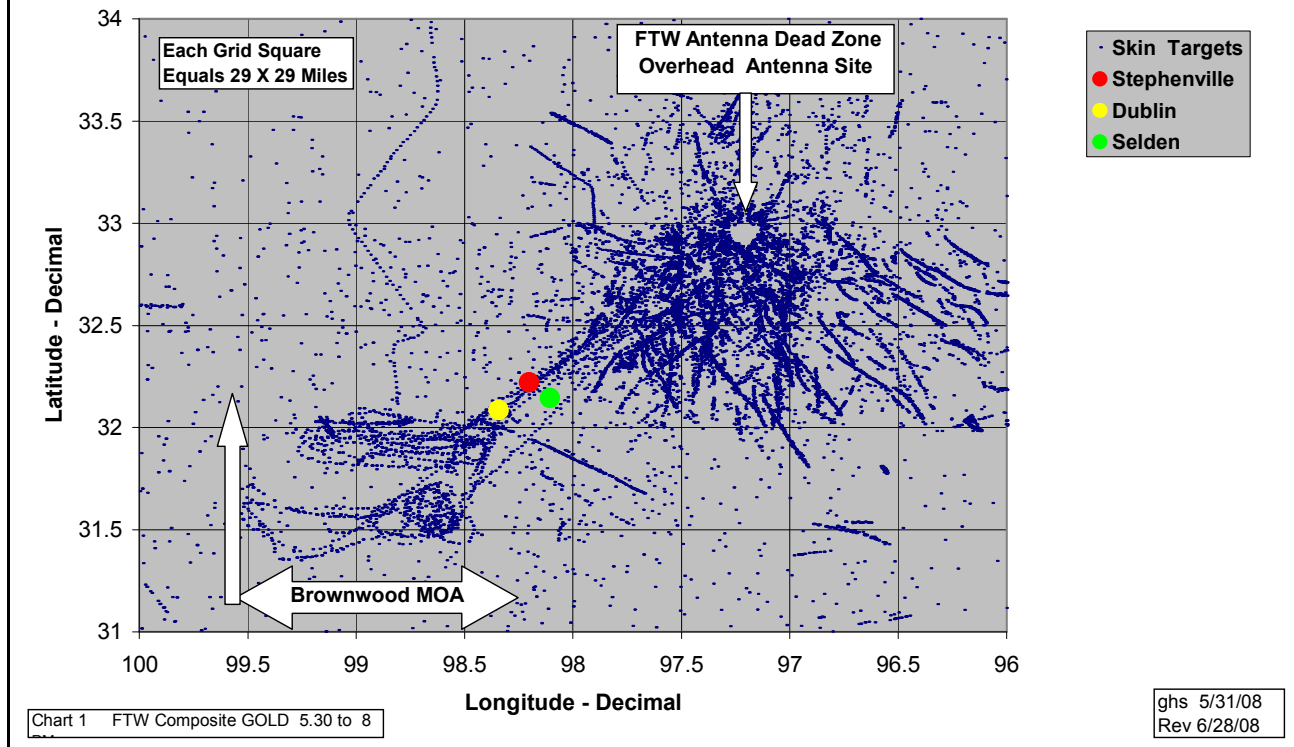 34
33.5
33
32.5
32
31.5
31
Latitude - Decimal
Each Grid Square
Equals 29 X 29 Miles
FTW Antenna Dead Zone
Overhead Antenna Site
Brownwood MOA
100 99.5 99 98.5 98 97.5 97 96.5 96
Longitude - Decimal
Skin Targets
Stephenville
Dublin
Selden
Chart 1 FTW Composite GOLD 5.30 to 8
ghs 5/31/08
Rev 6/28/08